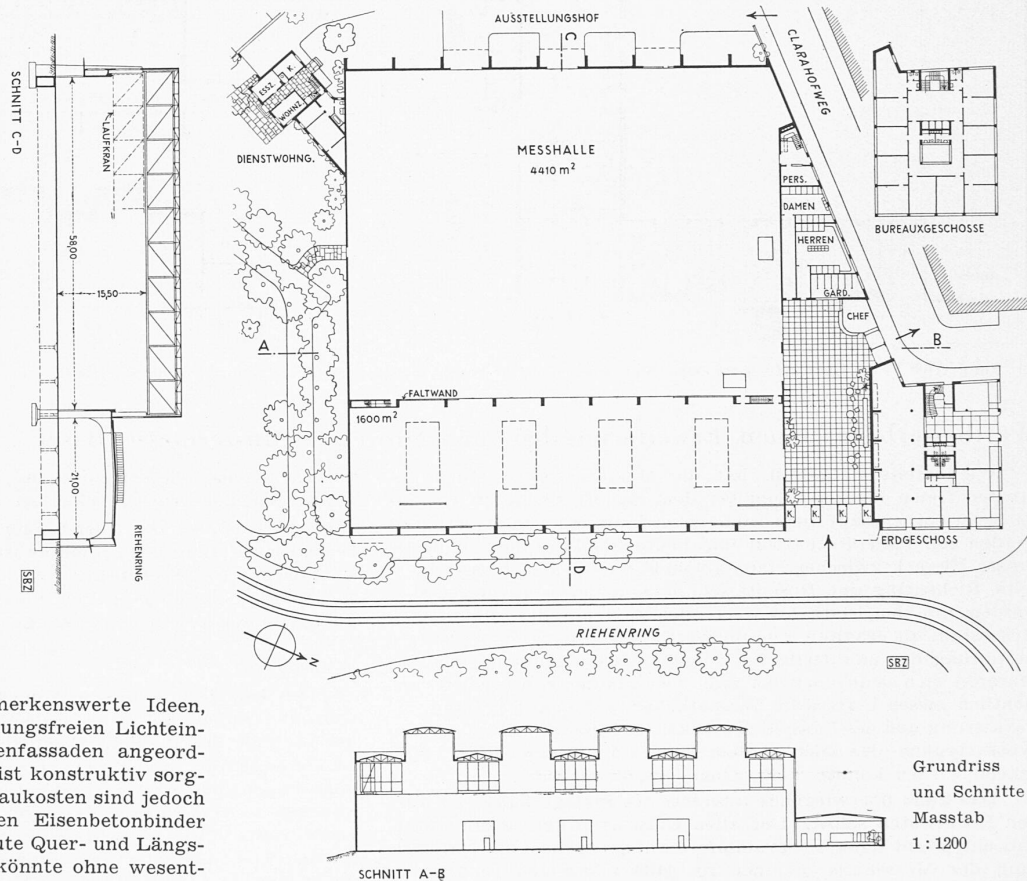 SCHNITT C-D
LAUFKRAN
58,00
15,50
21,00
RIEHENRING
SBZ
AUSSTELLUNGSHOF
C
CLARAHOFWEG
K.
ESSZ.
WOHNZ.
DIENSTWOHNG.
MESSHALLE
4410 m²
PERS.
DAMEN
HERREN
GARD.
CHEF
BUREAUXGESCHOSSE
A
B
FALTWAND
1600 m²
K. K. K. K.
ERDGESCHOSS
D
RIEHENRING
N
SBZ
merkenswerte Ideen,
ungsfreien Lichtein-
enfassaden angeord-
ist konstruktiv sorg-
aukosten sind jedoch
en Eisenbetonbinder
ute Quer- und Längs-
könnte ohne wesent-
SCHNITT A-B
Grundriss
und Schnitte
Masstab
1 : 1200